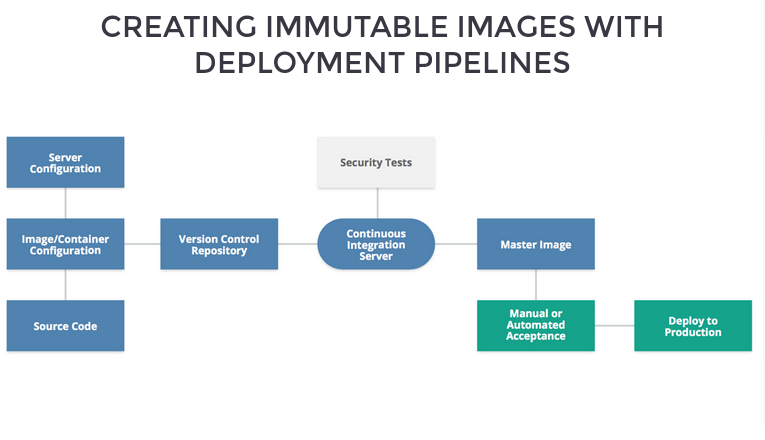 CREATING IMMUTABLE IMAGES WITH
DEPLOYMENT PIPELINES
Server
Configuration
Security Tests
Image/Container
Configuration
Version Control
Repository
Continuous
Integration
Server
Master Image
Source Code
Manual or
Automated
Acceptance
Deploy to
Production